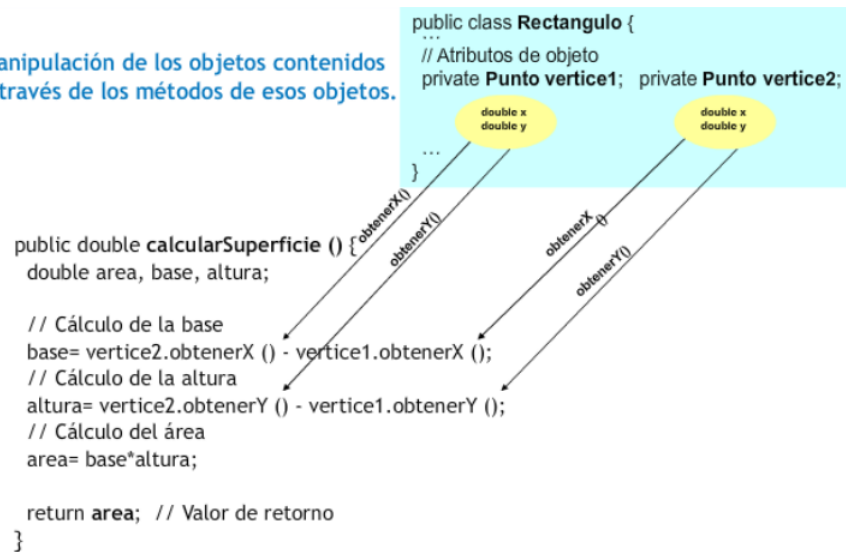 public class Rectangulo {
...
// Atributos de objeto
private Punto vertice1; private Punto vertice2;
double x
double y
double x
double y
...
}
anipulación de los objetos contenidos
través de los métodos de esos objetos.
obtenerX()
obtenerY()
obtenerX
()
obtenerY()
public double calcularSuperficie () {
double area, base, altura;
// Cálculo de la base
base= vertice2.obtenerX () - vertice1.obtenerX ();
// Cálculo de la altura
altura= vertice2.obtenerY () - vertice1.obtenerY ();
// Cálculo del área
area= base*altura;
return area; // Valor de retorno
}